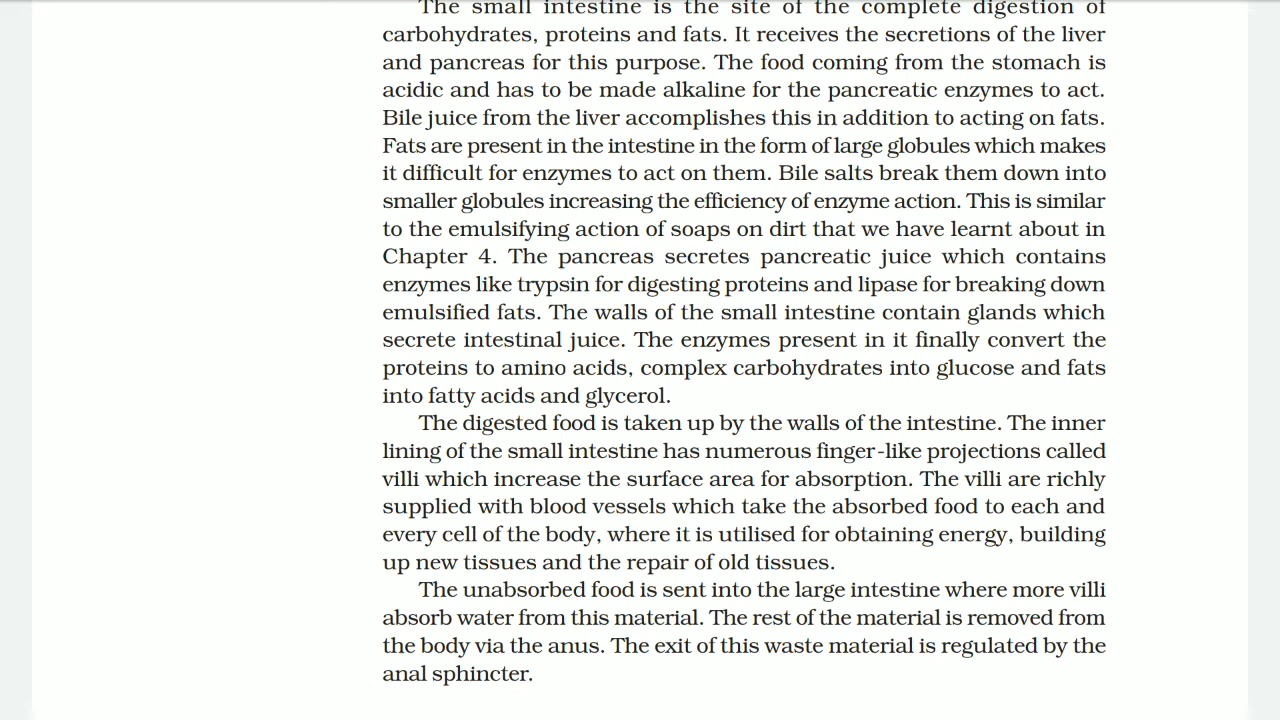 The small intestine is the site of the complete digestion of
carbohydrates, proteins and fats. It receives the secretions of the liver
and pancreas for this purpose. The food coming from the stomach is
acidic and has to be made alkaline for the pancreatic enzymes to act.
Bile juice from the liver accomplishes this in addition to acting on fats.
Fats are present in the intestine in the form of large globules which makes
it difficult for enzymes to act on them. Bile salts break them down into
smaller globules increasing the efficiency of enzyme action. This is similar
to the emulsifying action of soaps on dirt that we have learnt about in
Chapter 4. The pancreas secretes pancreatic juice which contains
enzymes like trypsin for digesting proteins and lipase for breaking down
emulsified fats. The walls of the small intestine contain glands which
secrete intestinal juice. The enzymes present in it finally convert the
proteins to amino acids, complex carbohydrates into glucose and fats
into fatty acids and glycerol.
The digested food is taken up by the walls of the intestine. The inner
lining of the small intestine has numerous finger-like projections called
villi which increase the surface area for absorption. The villi are richly
supplied with blood vessels which take the absorbed food to each and
every cell of the body, where it is utilised for obtaining energy, building
up new tissues and the repair of old tissues.
The unabsorbed food is sent into the large intestine where more villi
absorb water from this material. The rest of the material is removed from
the body via the anus. The exit of this waste material is regulated by the
anal sphincter.